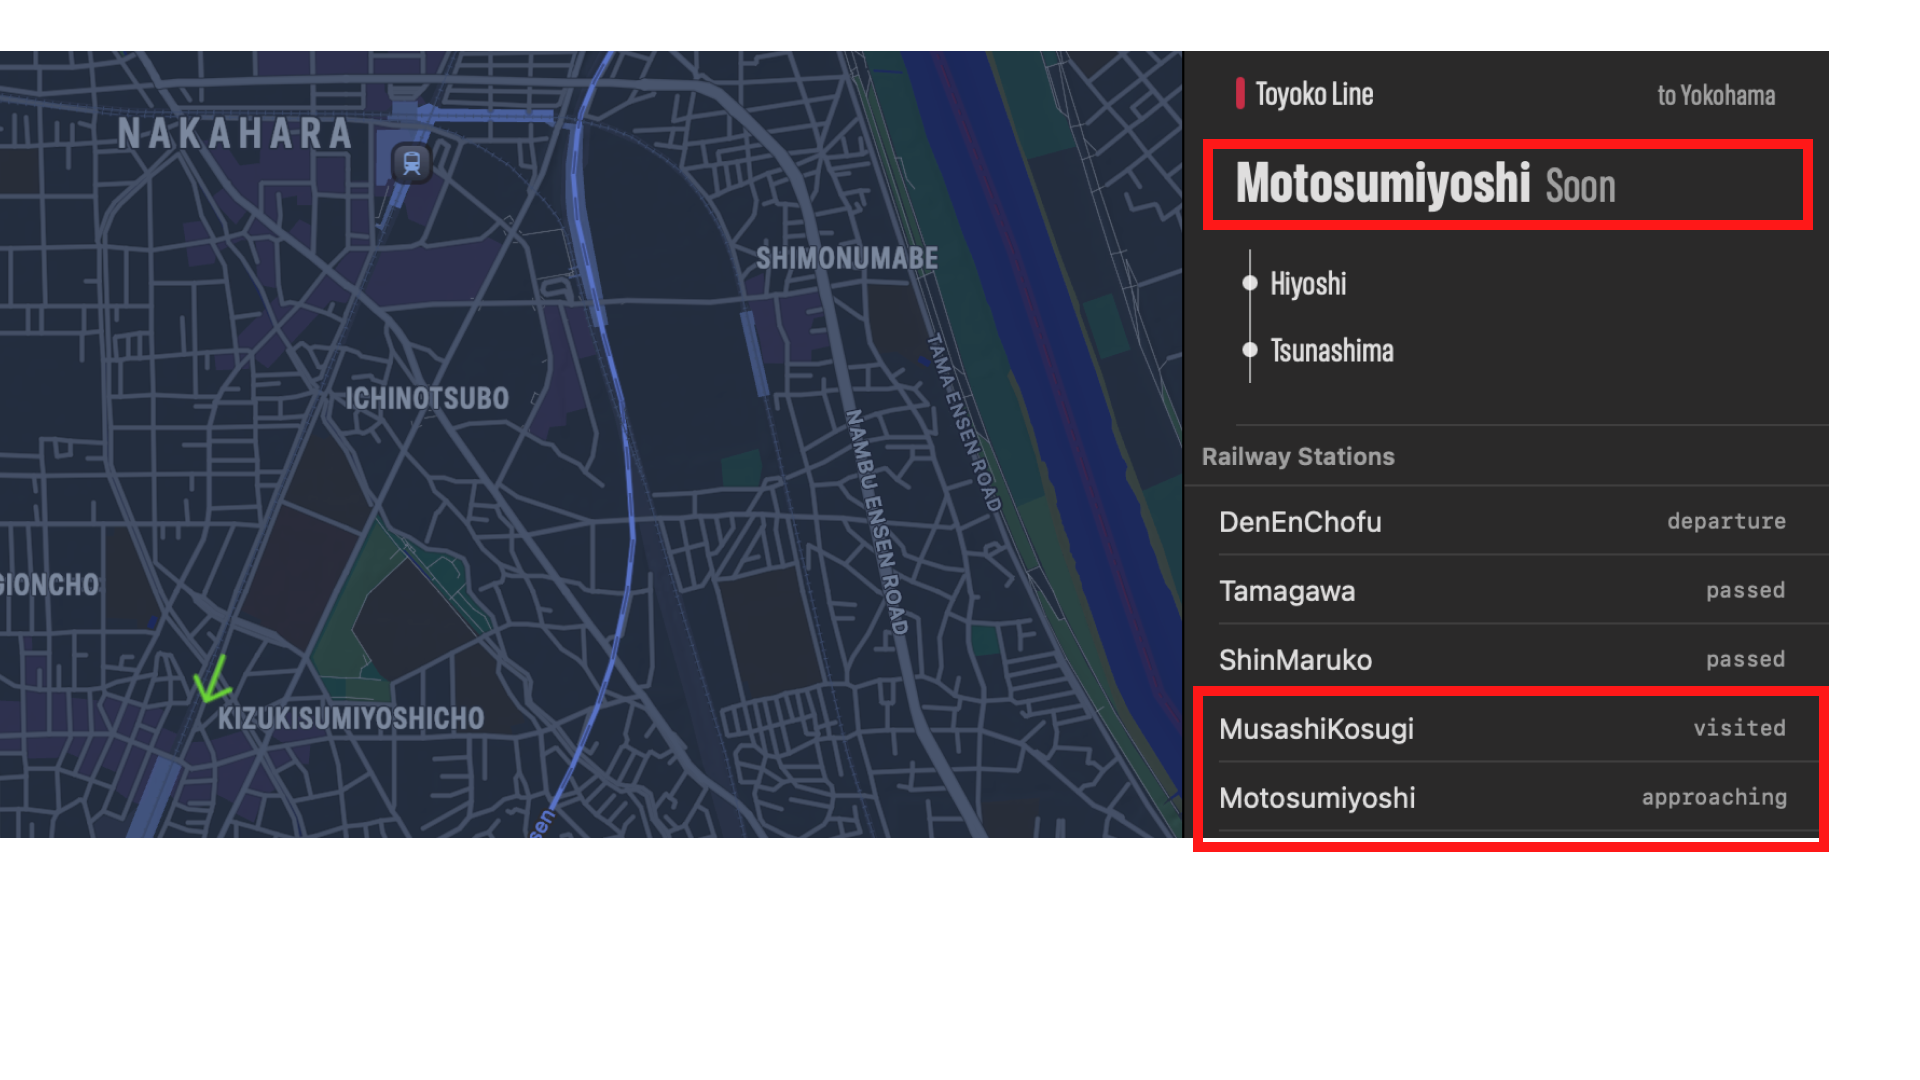 NAKAHARA
SHIMONUMABE
ICHINOTSUBO
TAMA ENSEN ROAD
NAMBU ENSEN ROAD
GIONCHO
KIZUKISUMIYOSHICHO
sen
Toyoko Line
to Yokohama
Motosumiyoshi Soon
Hiyoshi
Tsunashima
Railway Stations
DenEnChofu departure
Tamagawa passed
ShinMaruko passed
MusashiKosugi visited
Motosumiyoshi approaching